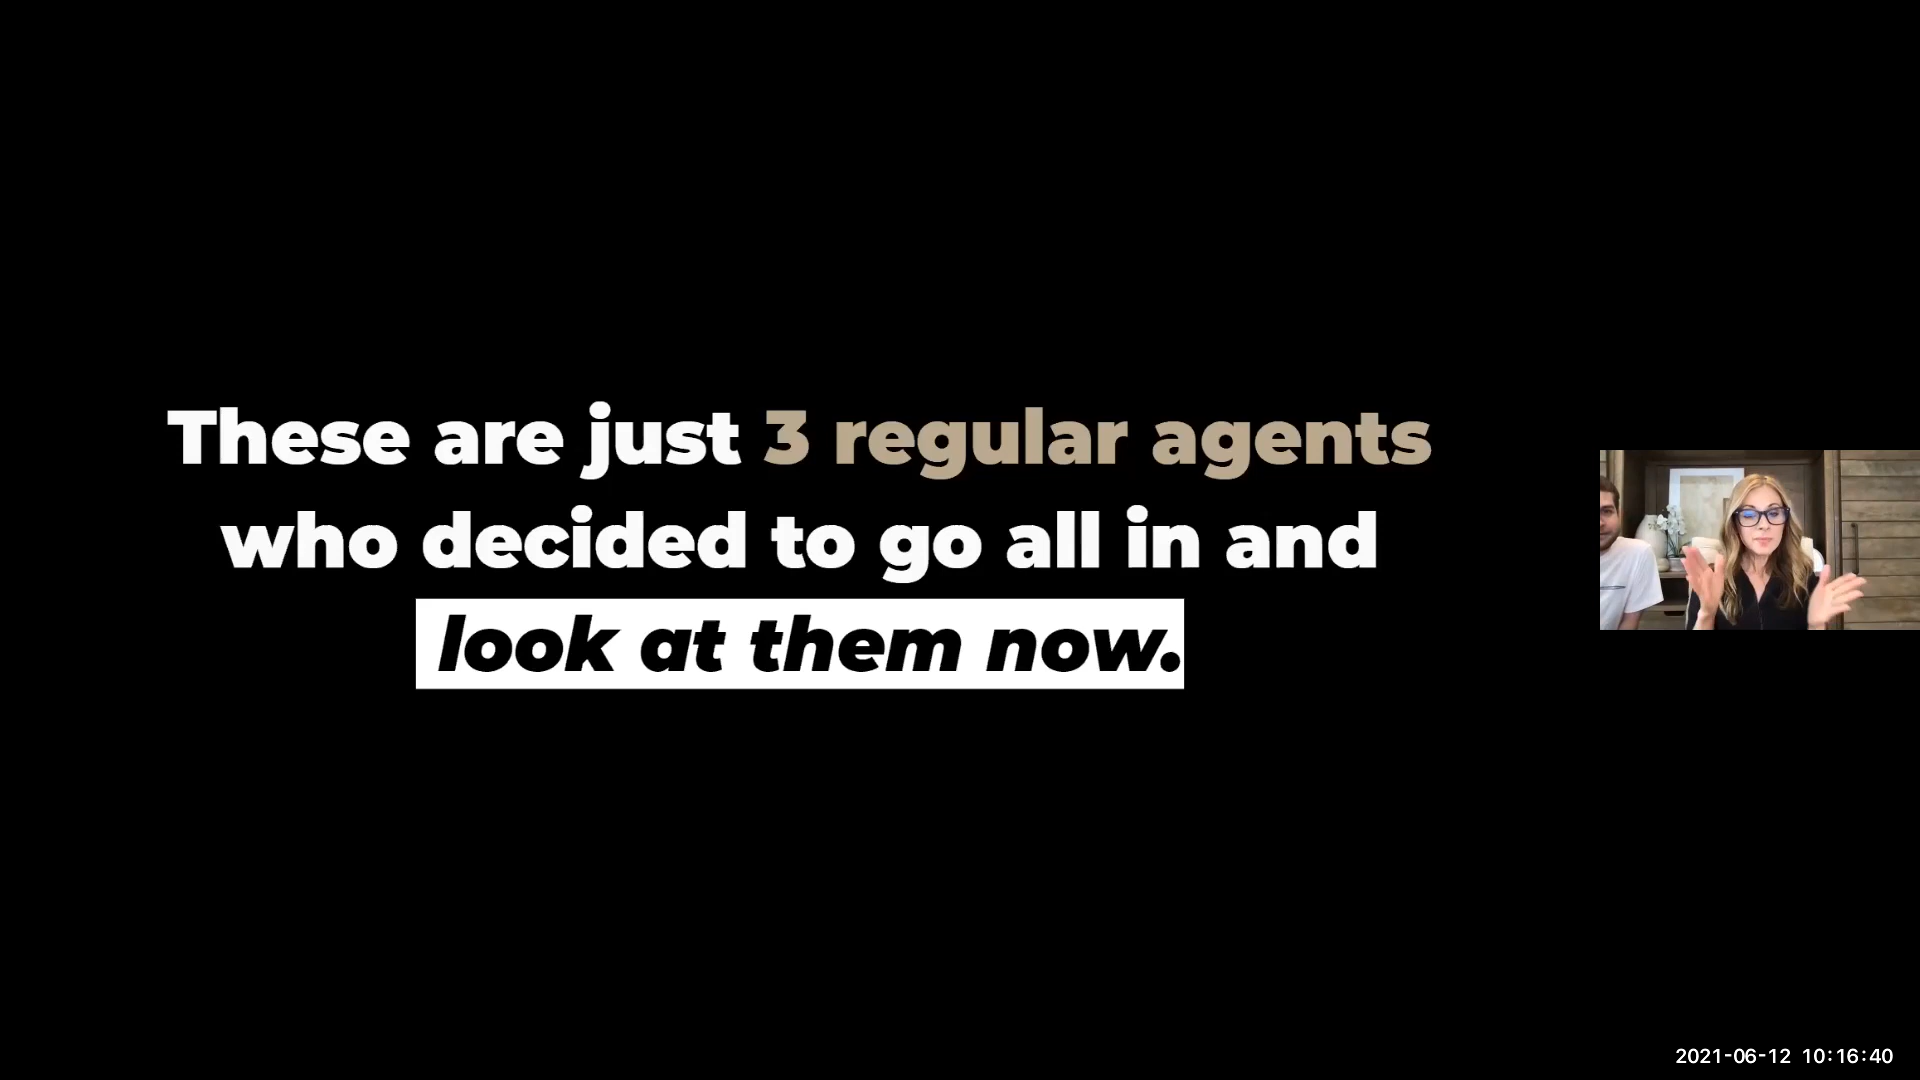 These are just 3 regular agents
who decided to go all in and
look at them now.
2021-06-12 10:16:40